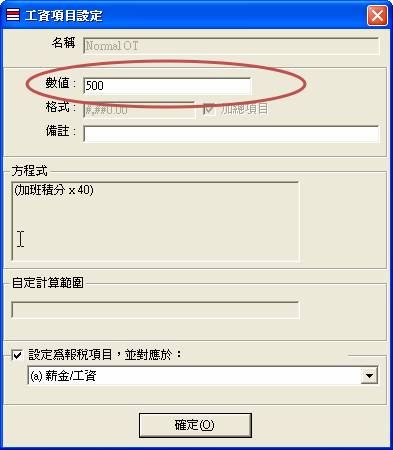 工資項目設定
名稱 Normal OT
數值： 500
格式： #,##0.00 加總項目
備註：
方程式
(加班積分 x 40)
自定計算範圍
設定為報稅項目，並對應於：
(a) 薪金/工資
確定(O)